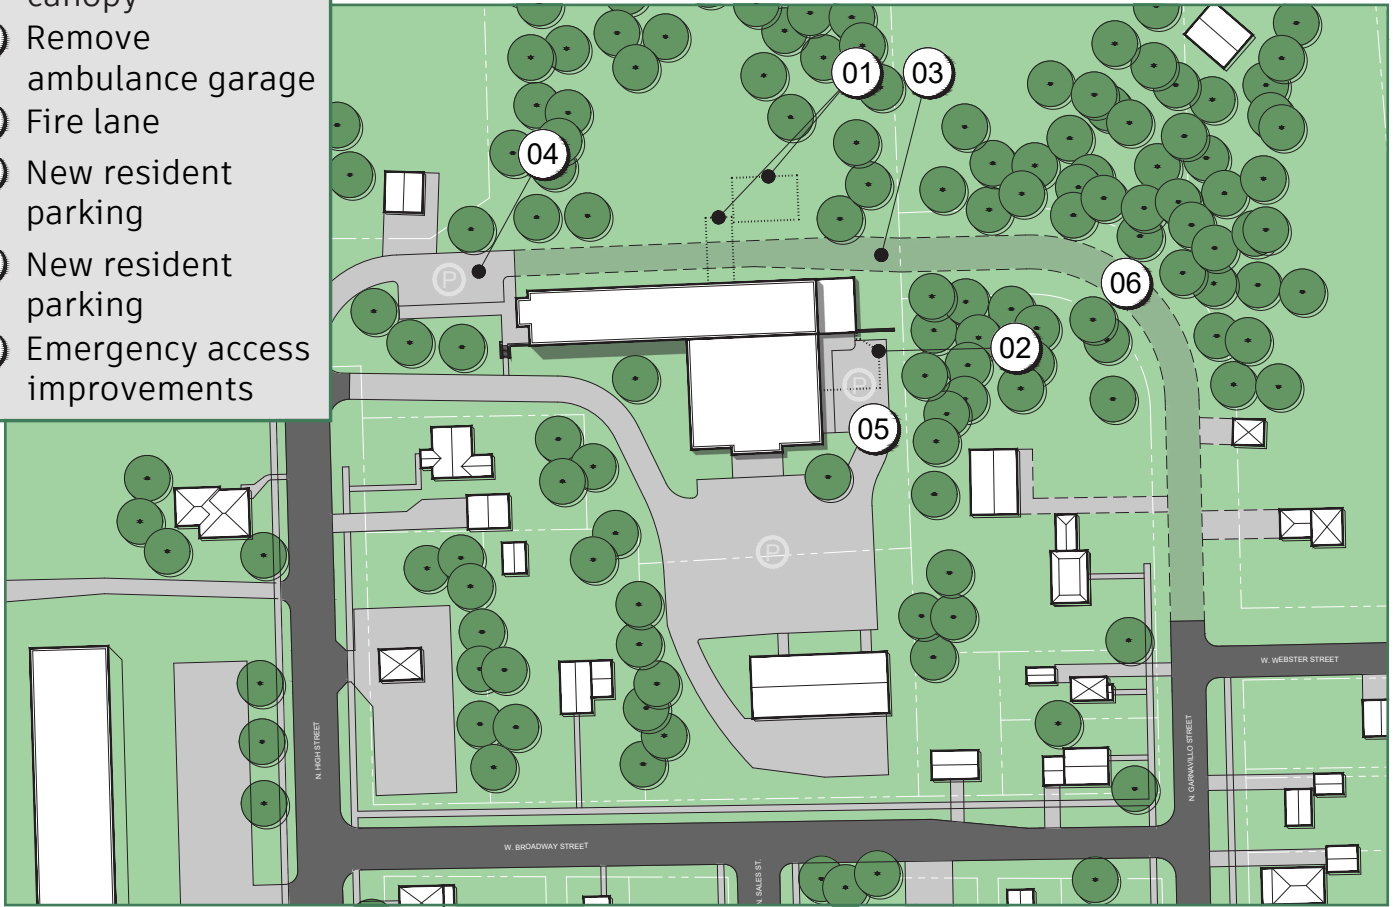 canopy
Remove
ambulance garage
Fire lane
New resident
parking
New resident
parking
Emergency access
improvements
01
03
04
06
02
05
P
P
P
W. WEBSTER STREET
N. HIGH STREET
N. GARNAVILLO STREET
W. BROADWAY STREET
N. SALES ST.